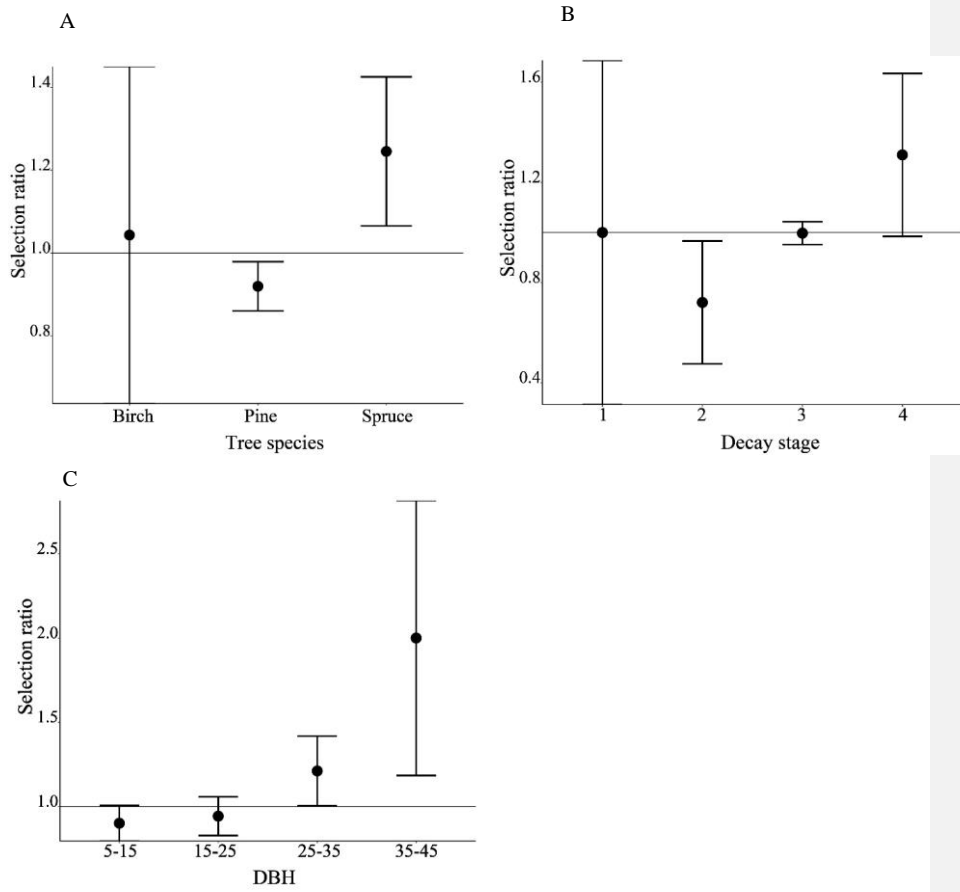 A
Selection ratio
1.4
1.2
1.0
0.8
Birch Pine Spruce
Tree species
B
Selection ratio
1.6
1.2
0.8
0.4
1 2 3 4
Decay stage
C
Selection ratio
2.5
2.0
1.5
1.0
5-15 15-25 25-35 35-45
DBH